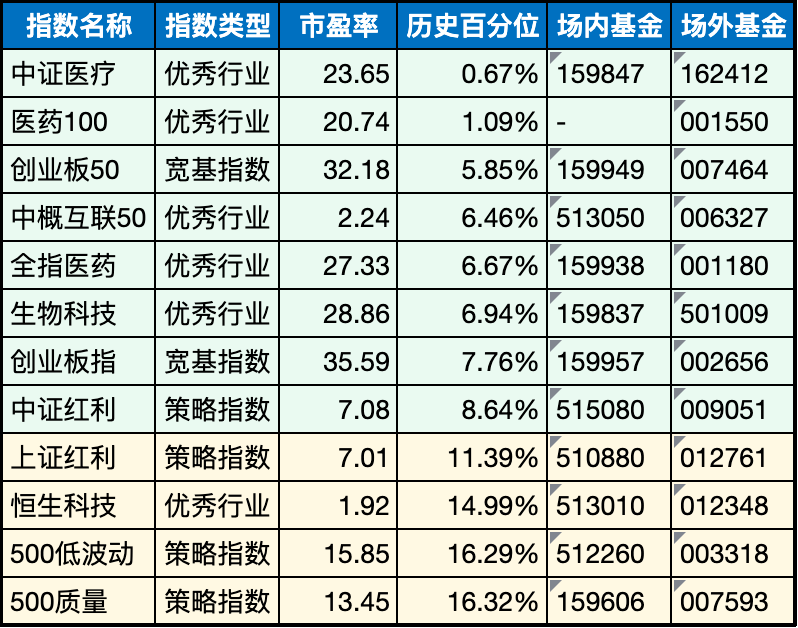 指数名称 指数类型 市盈率 历史百分位 场内基金 场外基金
中证医疗 优秀行业 23.65 0.67% 159847 162412
医药100 优秀行业 20.74 1.09% - 001550
创业板50 宽基指数 32.18 5.85% 159949 007464
中概互联50 优秀行业 2.24 6.46% 513050 006327
全指医药 优秀行业 27.33 6.67% 159938 001180
生物科技 优秀行业 28.86 6.94% 159837 501009
创业板指 宽基指数 35.59 7.76% 159957 002656
中证红利 策略指数 7.08 8.64% 515080 009051
上证红利 策略指数 7.01 11.39% 510880 012761
恒生科技 优秀行业 1.92 14.99% 513010 012348
500低波动 策略指数 15.85 16.29% 512260 003318
500质量 策略指数 13.45 16.32% 159606 007593